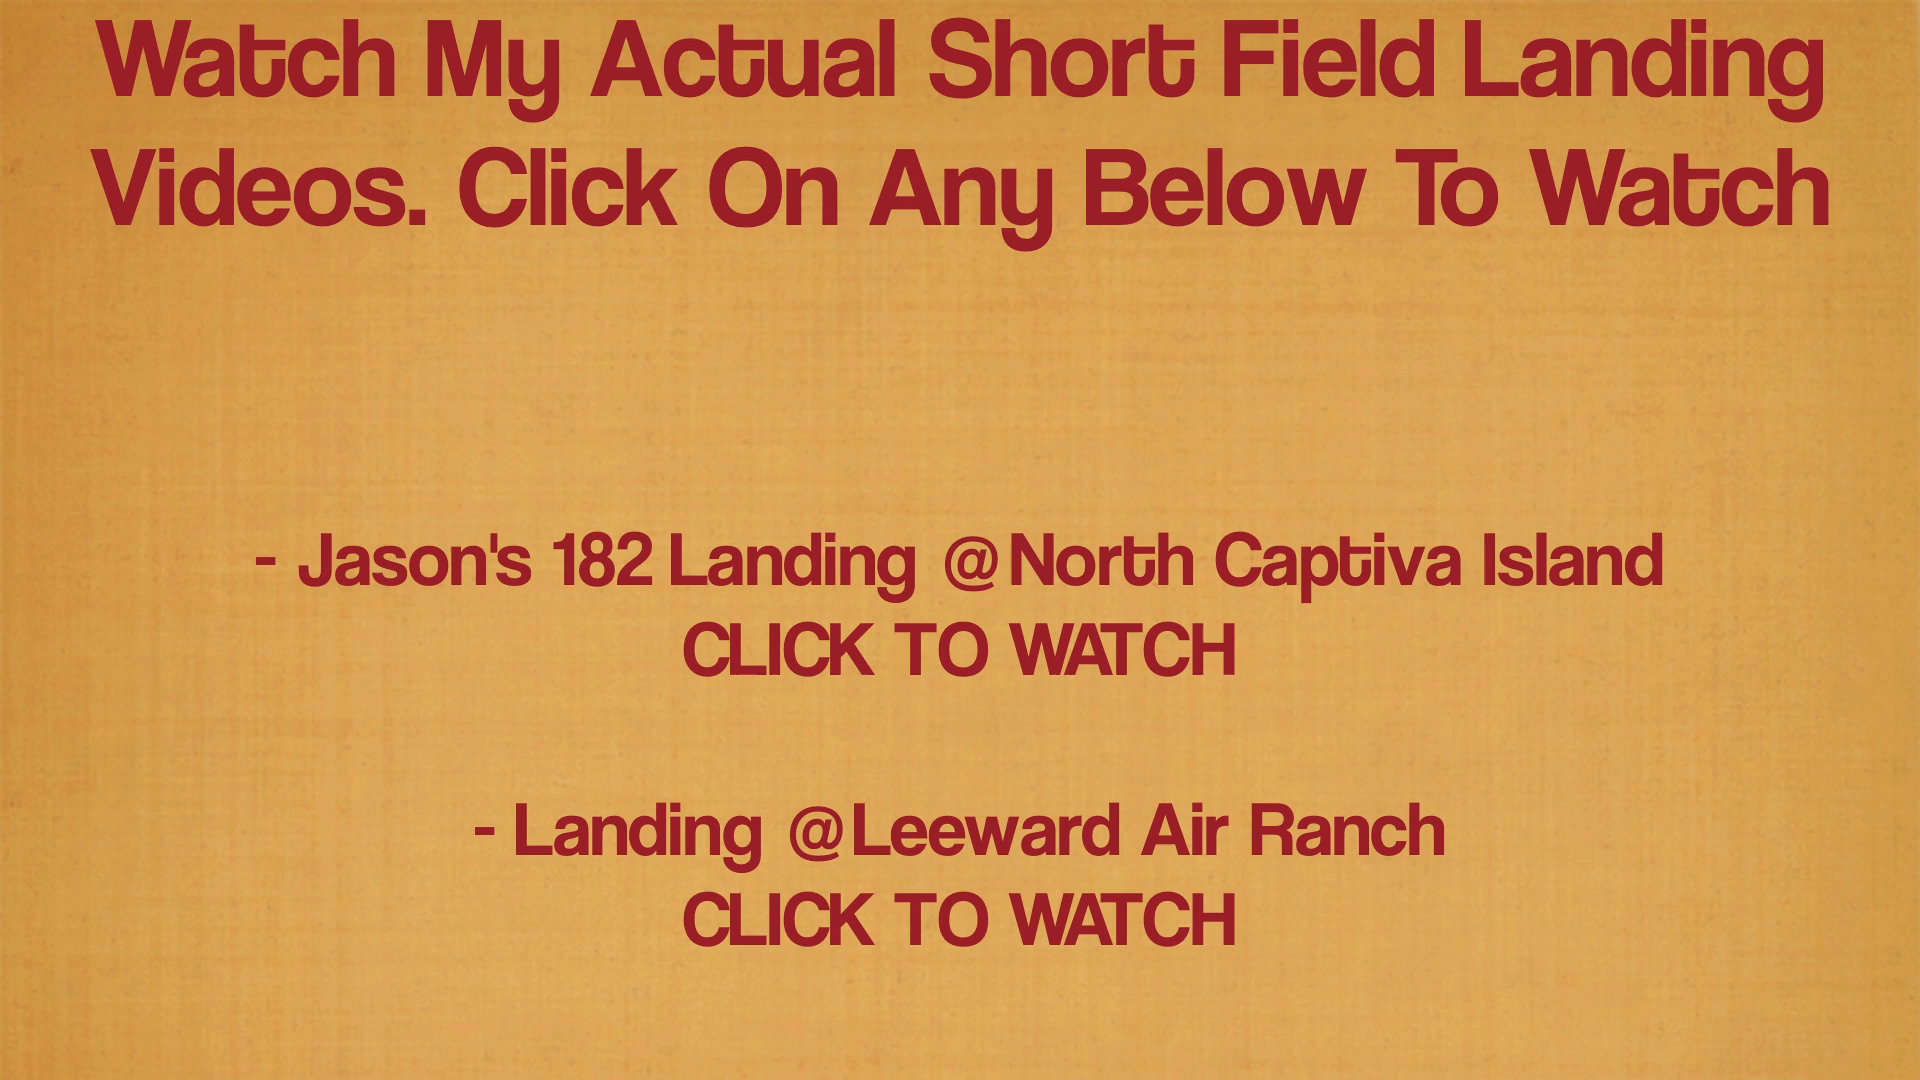 Watch My Actual Short Field Landing
Videos. Click On Any Below To Watch
- Jason's 182 Landing @North Captiva Island
CLICK TO WATCH
- Landing @Leeward Air Ranch
CLICK TO WATCH